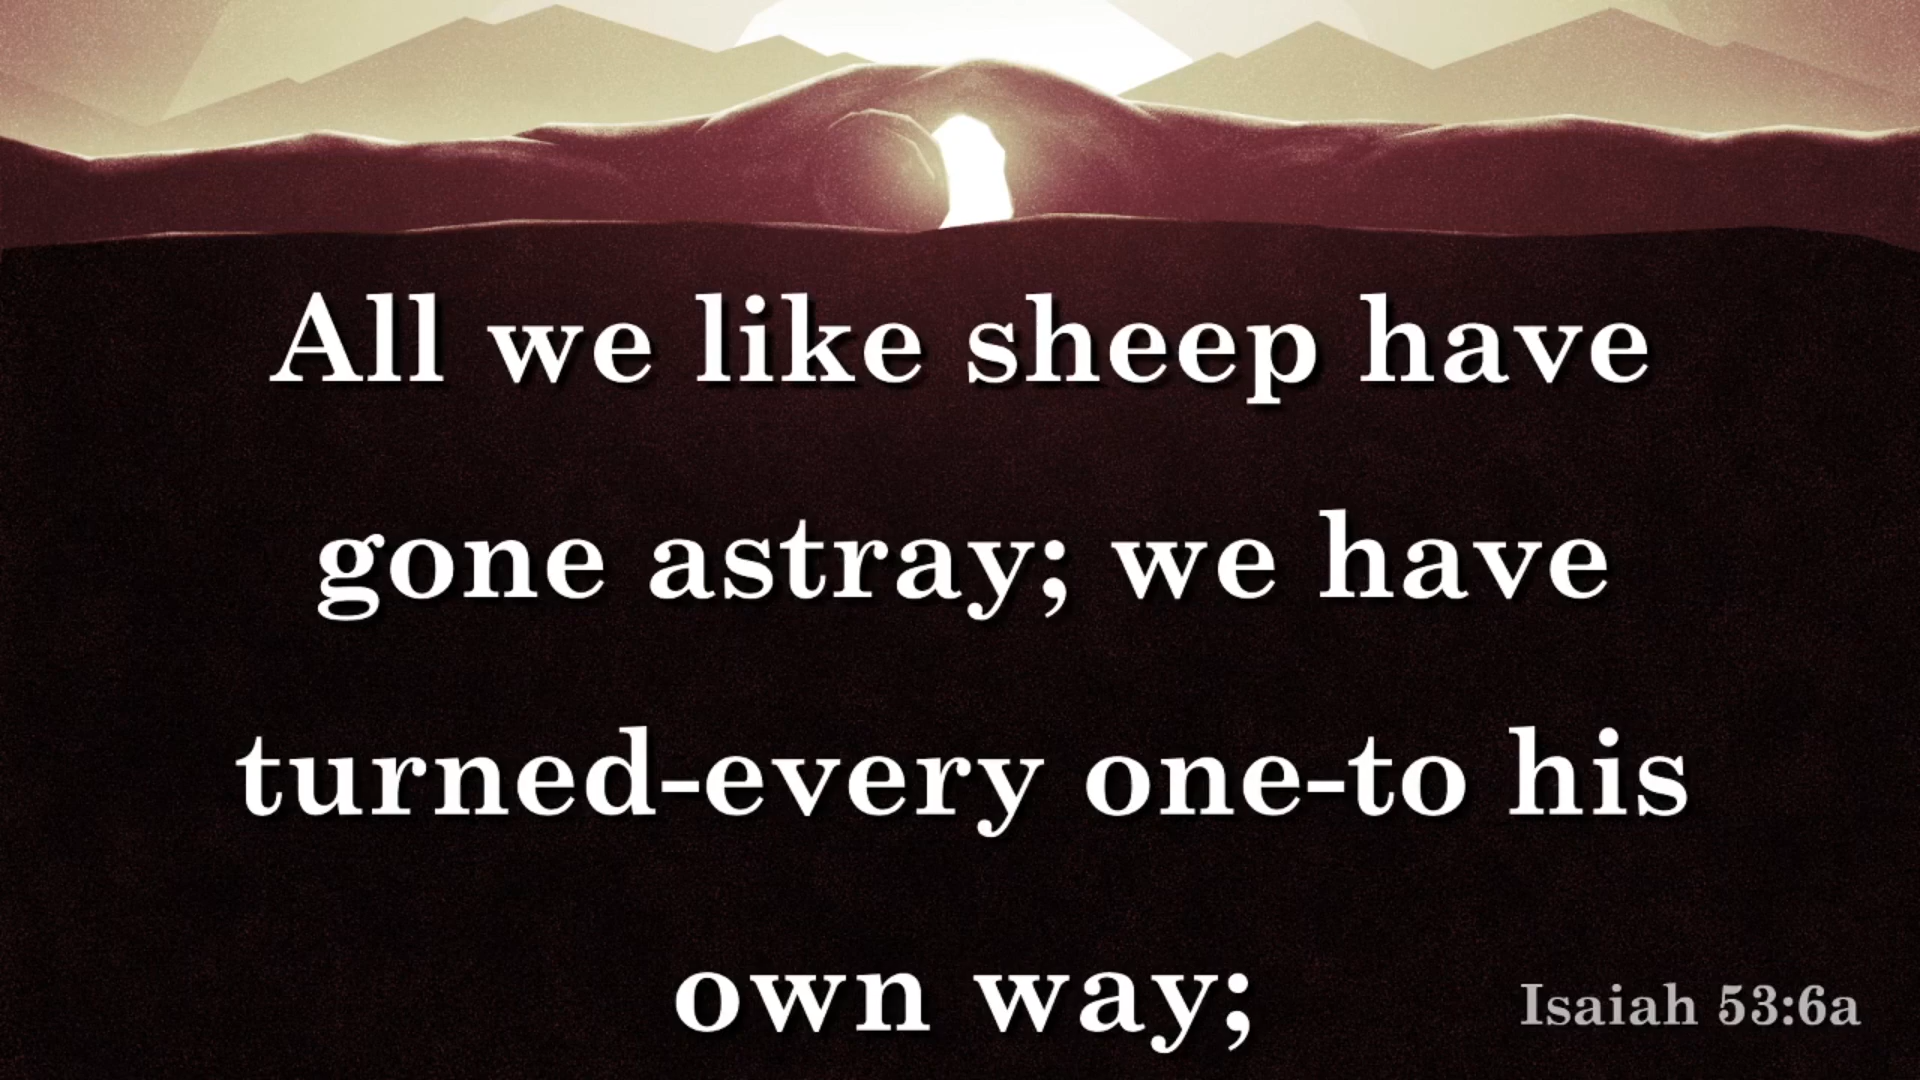 All we like sheep have
gone astray; we have
turned-every one-to his
own way;
Isaiah 53:6a